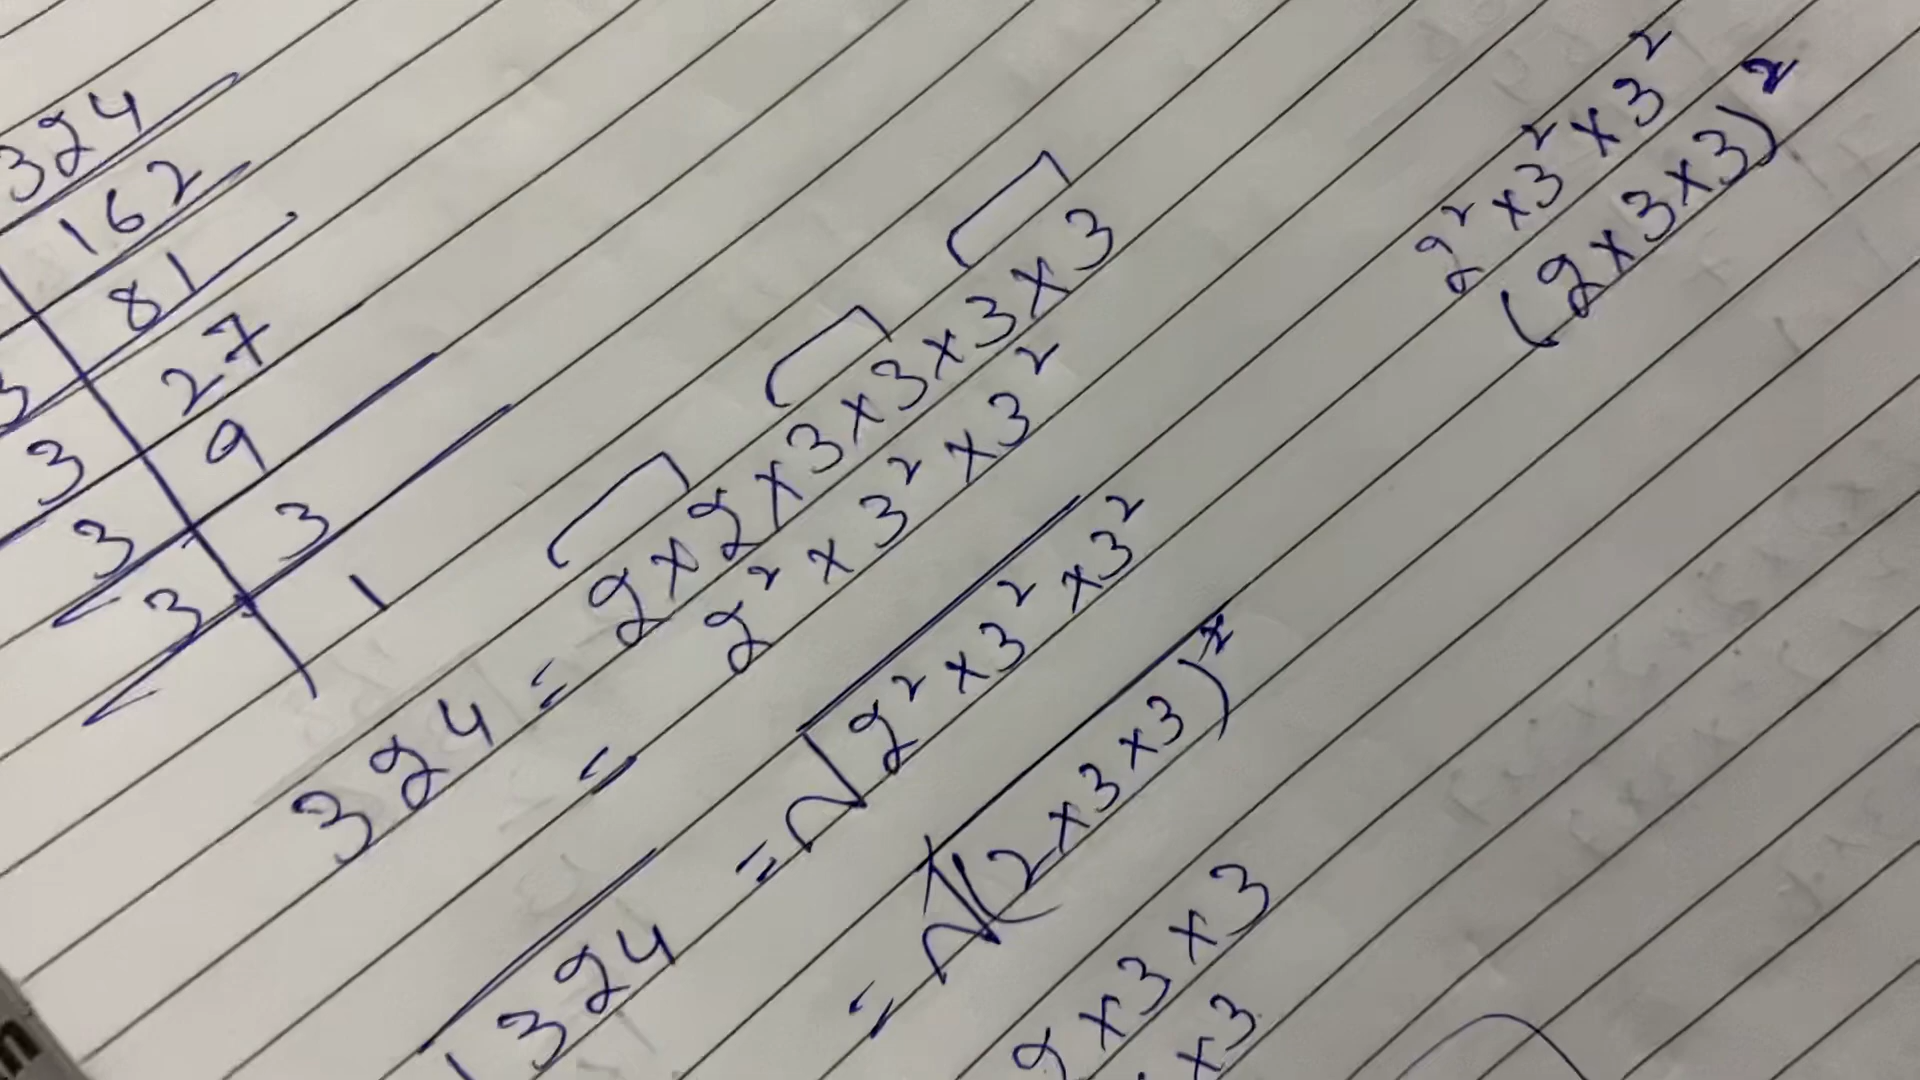 324
162
81
27
3 9
3 3
3 1
324 = 2×2×3×3×3×3
= 2² × 3² × 3²
√324 = √2² × 3² × 3²
= √(2×3×3)²
2×3×3
×3
2² × 3² × 3²
(2×3×3)²